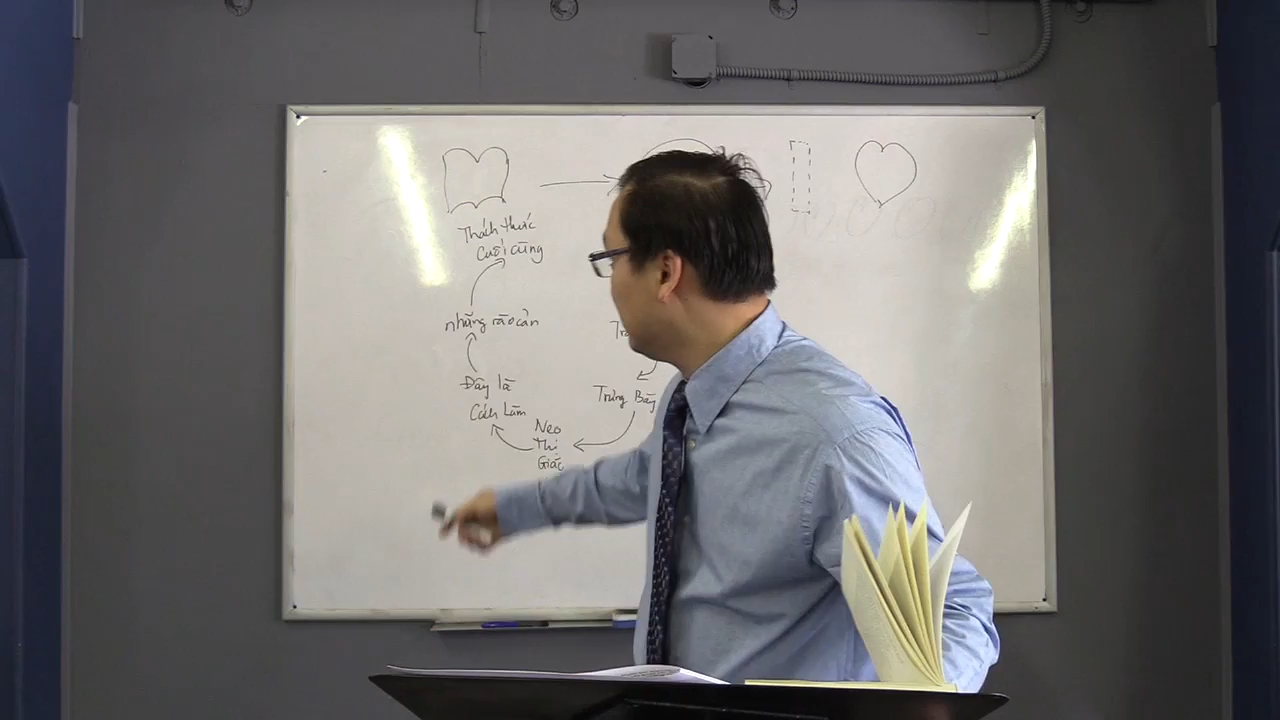 Thách thức
Cuối cùng
những rào cản
Đây là
Cách Làm
Neo
Thị
Giác
Trưng Bày